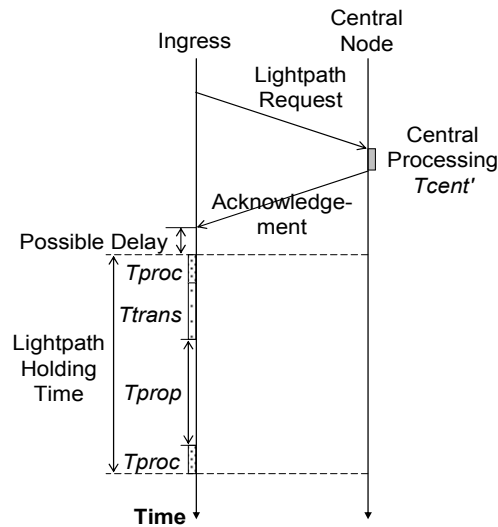 Ingress
Central
Node
Lightpath
Request
Central
Processing
Tcent'
Acknowledge-
ment
Possible Delay
Tproc
Ttrans
Lightpath
Holding
Time
Tprop
Tproc
Time